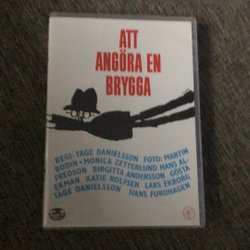 ATT
ANGÖRA EN
BRYGGA
REGI: TAGE DANIELSSON FOTO: MARTIN
BODIN • MONICA ZETTERLUND HANS AL-
FREDSON BIRGITTA ANDERSSON GÖSTA
EKMAN KATIE ROLFSEN LARS EKBORG
TAGE DANIELSSON HANS FURUHAGEN